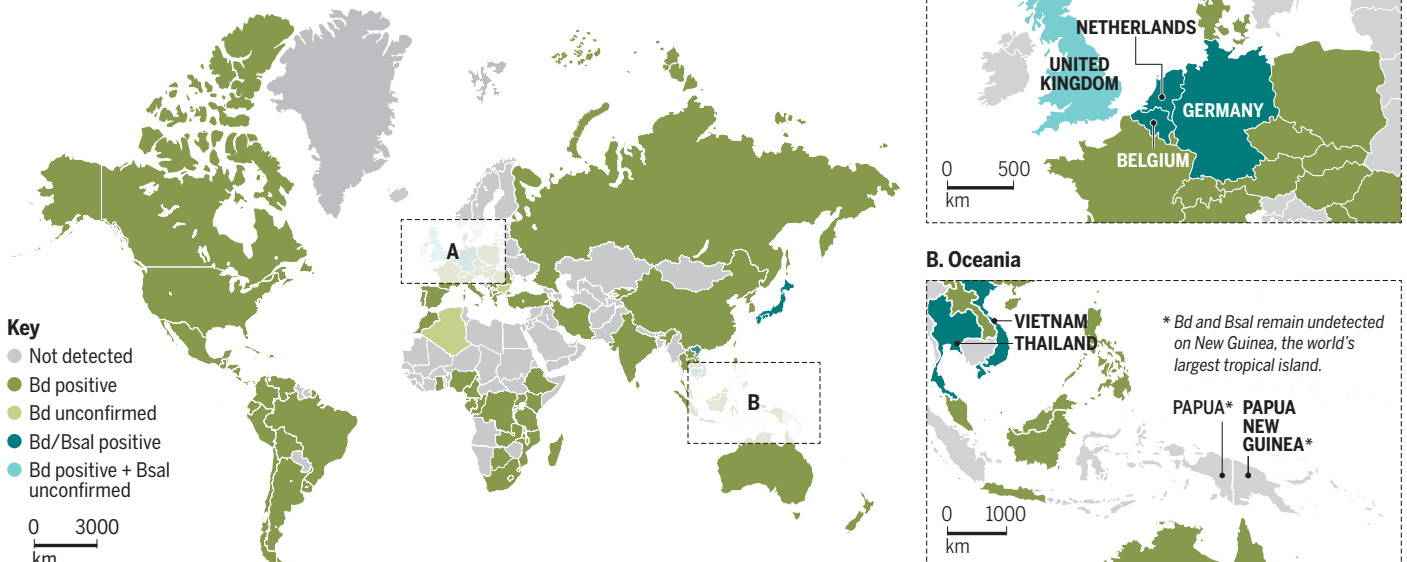 Key
Not detected
Bd positive
Bd unconfirmed
Bd/Bsal positive
Bd positive + Bsal
unconfirmed
0 3000
km
A
B
NETHERLANDS
UNITED
KINGDOM
GERMANY
BELGIUM
0 500
km
B. Oceania
VIETNAM
THAILAND
* Bd and Bsal remain undetected
on New Guinea, the world's
largest tropical island.
PAPUA* PAPUA
NEW
GUINEA*
0 1000
km